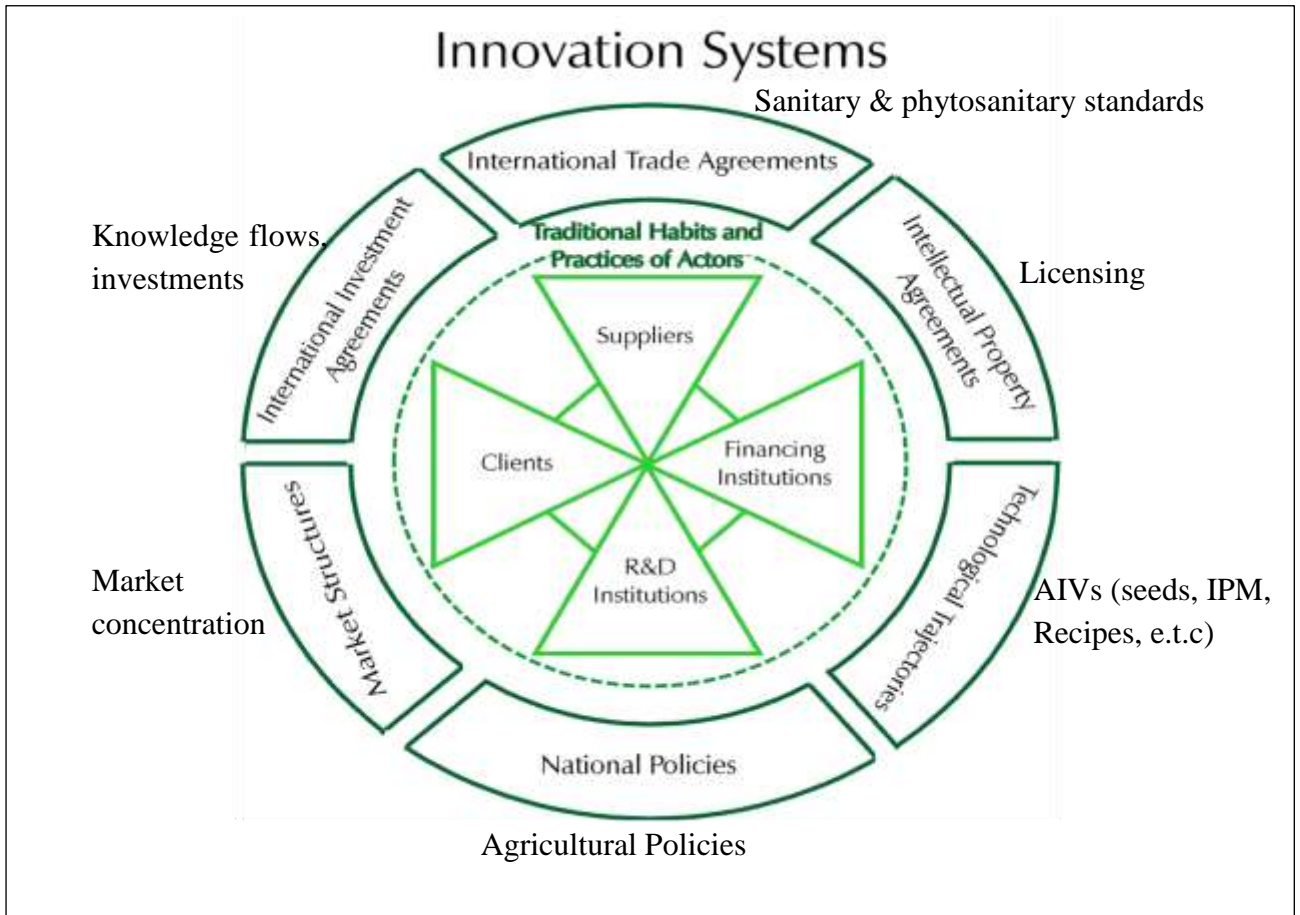 Innovation Systems
Sanitary & phytosanitary standards
International Trade Agreements
Knowledge flows,
investments
International Investment
Agreements
Traditional Habits and
Practices of Actors
Intellectual Property
Agreements
Licensing
Suppliers
Clients
Financing
Institutions
R&D
Institutions
Market
concentration
Market Structures
Technological Trajectories
AIVs (seeds, IPM,
Recipes, e.t.c)
National Policies
Agricultural Policies